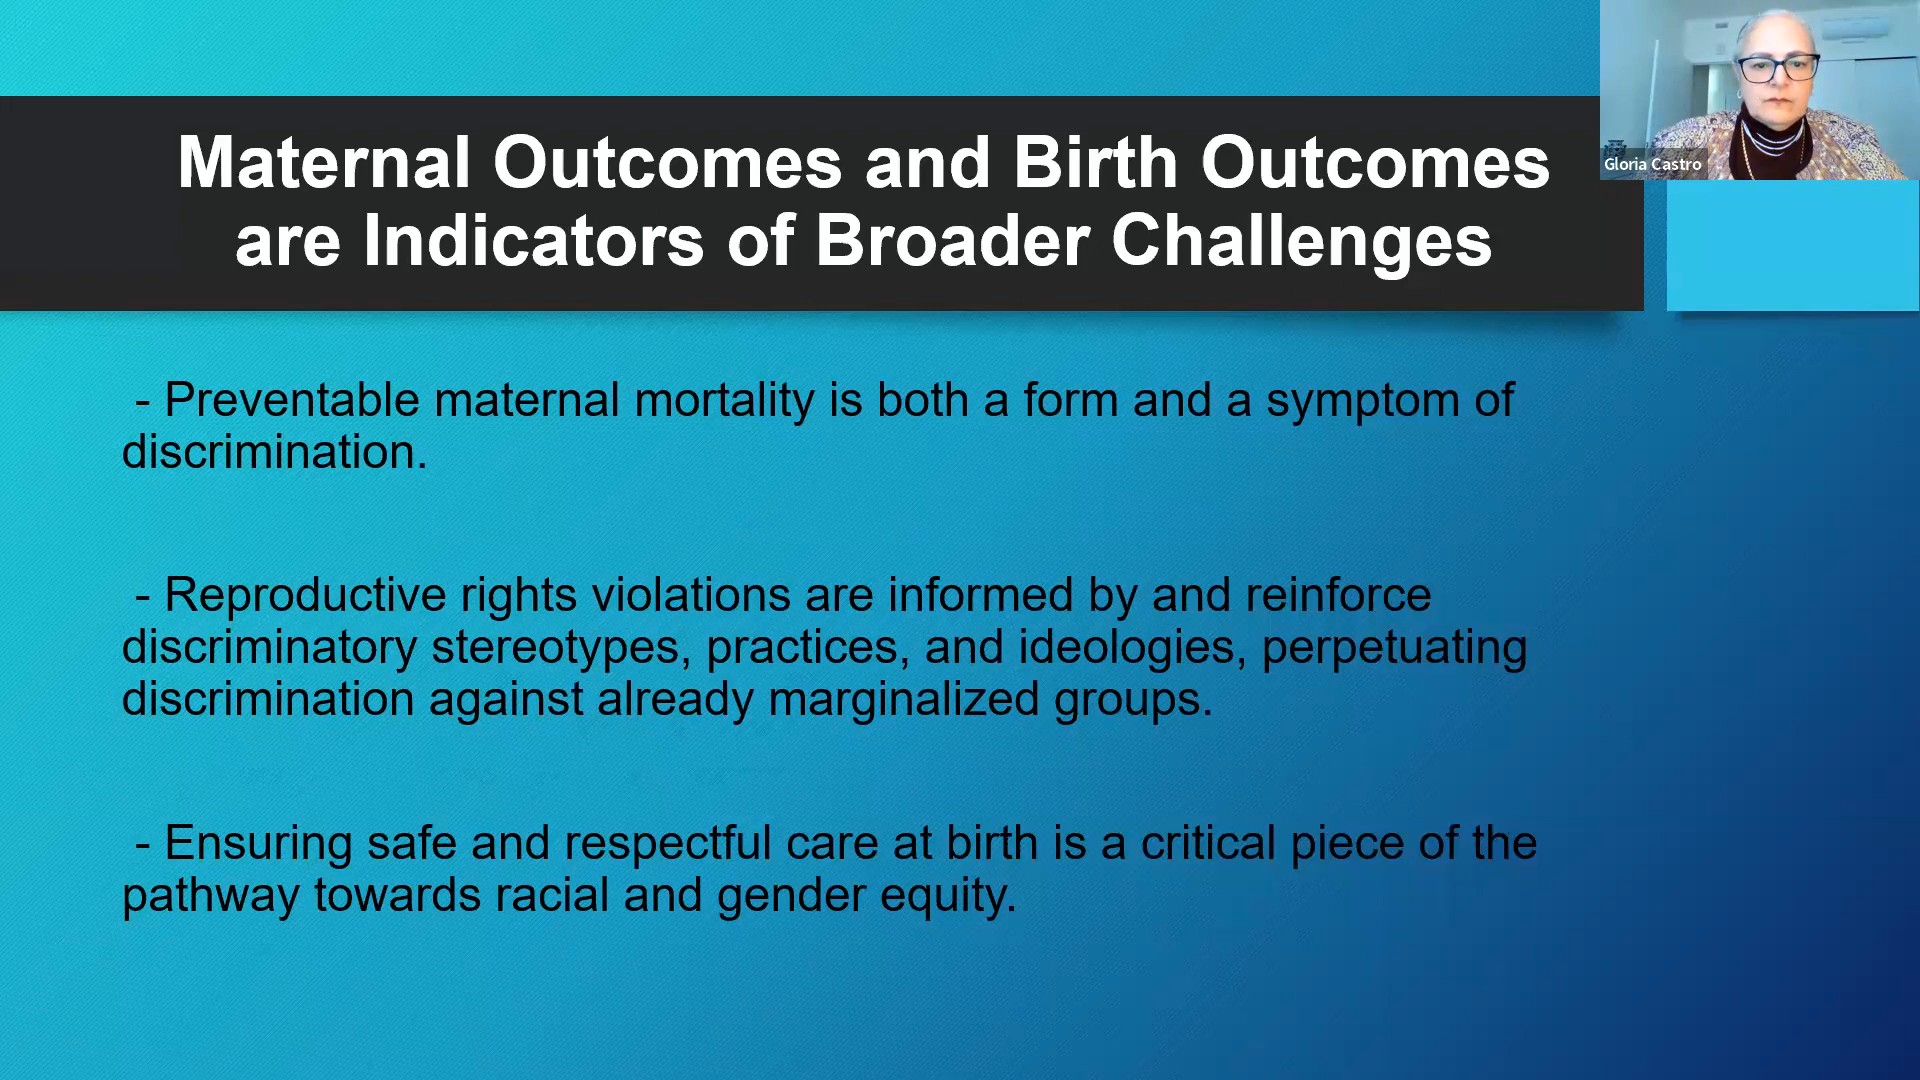 Maternal Outcomes and Birth Outcomes
are Indicators of Broader Challenges
Gloria Castro
- Preventable maternal mortality is both a form and a symptom of
discrimination.
- Reproductive rights violations are informed by and reinforce
discriminatory stereotypes, practices, and ideologies, perpetuating
discrimination against already marginalized groups.
- Ensuring safe and respectful care at birth is a critical piece of the
pathway towards racial and gender equity.